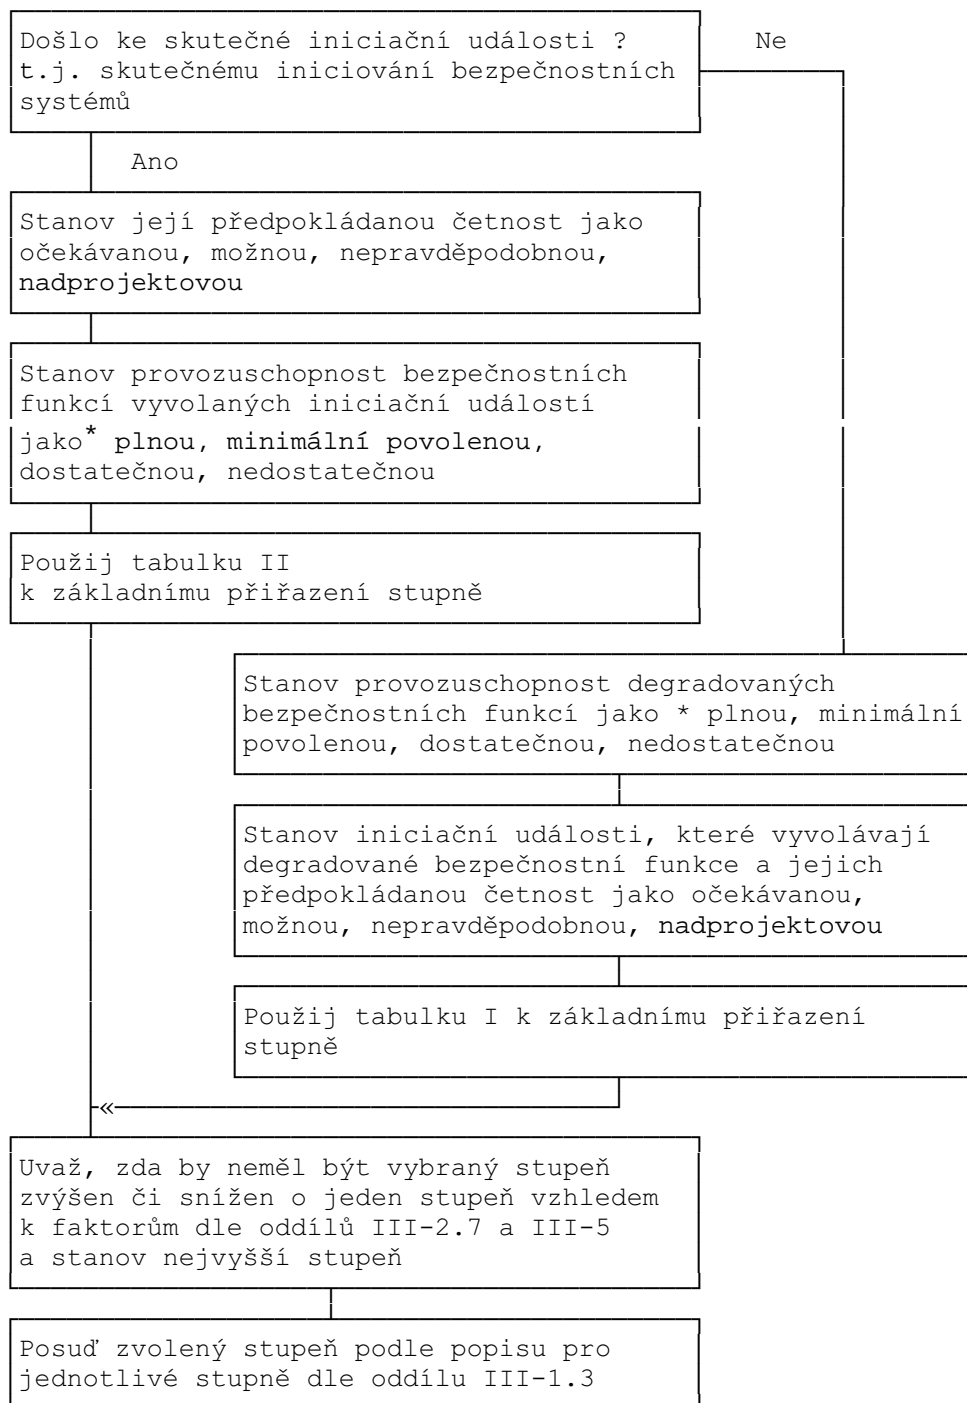 Došlo ke skutečné iniciační události ?
Ne
t.j. skutečnému iniciování bezpečnostních
systémů
Ano
Stanov její předpokládanou četnost jako
očekávanou, možnou, nepravděpodobnou,
nadprojektovou
Stanov provozuschopnost bezpečnostních
funkcí vyvolaných iniciační událostí
jako* plnou, minimální povolenou,
dostatečnou, nedostatečnou
Použij tabulku II
k základnímu přiřazení stupně
Stanov provozuschopnost degradovaných
bezpečnostních funkcí jako * plnou, minimální
povolenou, dostatečnou, nedostatečnou
Stanov iniciační události, které vyvolávají
degradované bezpečnostní funkce a jejich
předpokládanou četnost jako očekávanou,
možnou, nepravděpodobnou, nadprojektovou
Použij tabulku I k základnímu přiřazení
stupně
«
Uvaž, zda by neměl být vybraný stupeň
zvýšen či snížen o jeden stupeň vzhledem
k faktorům dle oddílů III-2.7 a III-5
a stanov nejvyšší stupeň
Posuď zvolený stupeň podle popisu pro
jednotlivé stupně dle oddílu III-1.3